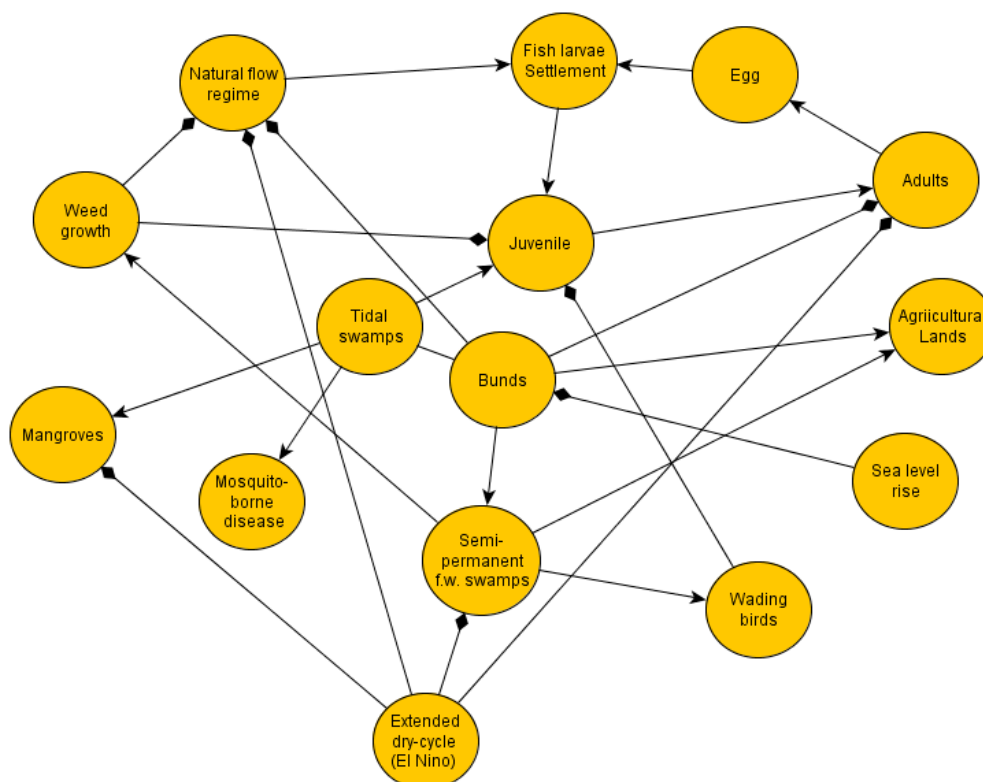 Natural flow
regime
Fish larvae
Settlement
Egg
Adults
Weed
growth
Juvenile
Tidal
swamps
Agriicultural
Lands
Bunds
Mangroves
Mosquito-
borne
disease
Sea level
rise
Semi-
permanent
f.w. swamps
Wading
birds
Extended
dry-cycle
(El Nino)